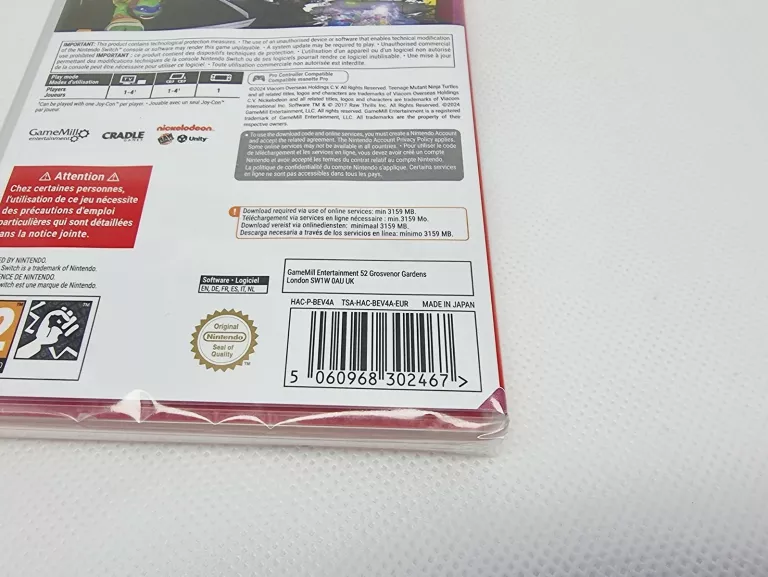 IMPORTANT: This product contains technological protection measures. • The use of an unauthorised device or software that enables technical modification
of the Nintendo Switch™ console or software may render this game unplayable. • A system update may be required to play. • Unauthorised commercial
use prohibited IMPORTANT : ce produit contient des dispositifs techniques de protection. • L'utilisation d'un appareil ou d'un logiciel non autorisé
permettant des modifications techniques de la console Nintendo Switch ou de ses logiciels pourrait rendre ce logiciel inutilisable. • Une mise à jour
de la console peut être nécessaire pour utiliser ce logiciel. • Toute utilisation commerciale non autorisée est interdite.
Play mode
Modes d'utilisation
Players
Joueurs
1-4*
1-4*
1
*Can be played with one Joy-Con™ per player. • Jouable avec un seul Joy-Con™
par joueur.
Pro Controller Compatible
Compatible manette Pro
©2024 Viacom Overseas Holdings C.V. All Rights Reserved. Teenage Mutant Ninja Turtles
and all related titles, logos and characters are trademarks of Viacom Overseas Holdings
C.V. Nickelodeon and all related titles, logos and characters are trademarks of Viacom
International Inc. Software TM & © 2017 Raw Thrills Inc. All Rights Reserved. ©2024
GameMill Entertainment, LLC. All rights reserved. GameMill Entertainment is a registered
trademark of GameMill Entertainment, LLC. All trademarks are the property of their
respective owners.
GameMill
entertainment
CRADLE
GAMES
nickelodeon
Unity
• To use the download code and online services, you must create a Nintendo Account
and accept the related agreement. The Nintendo Account Privacy Policy applies.
Some online services may not be available in all countries. • Pour utiliser le code
de téléchargement et les services en ligne, vous devez avoir créé un compte
Nintendo et avoir accepté les termes du contrat relatif au compte Nintendo.
La politique de confidentialité du compte Nintendo s'applique. Certains services
en ligne ne sont pas accessibles dans tous les pays.
Attention
Chez certaines personnes,
l'utilisation de ce jeu nécessite
des précautions d'emploi
particulières qui sont détaillées
dans la notice jointe.
Download required via use of online services: min 3159 MB.
Téléchargement via services en ligne nécessaire : min.3159 Mo.
Download vereist via onlinediensten: minimaal 3159 MB.
Descarga necesaria a través de los servicios en línea: mínimo 3159 MB.
ED BY NINTENDO.
Switch is a trademark of Nintendo.
ENCE DE NINTENDO.
witch est une marque de Nintendo.
Software • Logiciel
EN, DE, FR, ES, IT, NL
GameMill Entertainment 52 Grosvenor Gardens
London SW1W 0AU UK
HAC-P-BEV4A TSA-HAC-BEV4A-EUR MADE IN JAPAN
2
Original
Nintendo
Seal of
Quality
TM
5 060968 302467 >